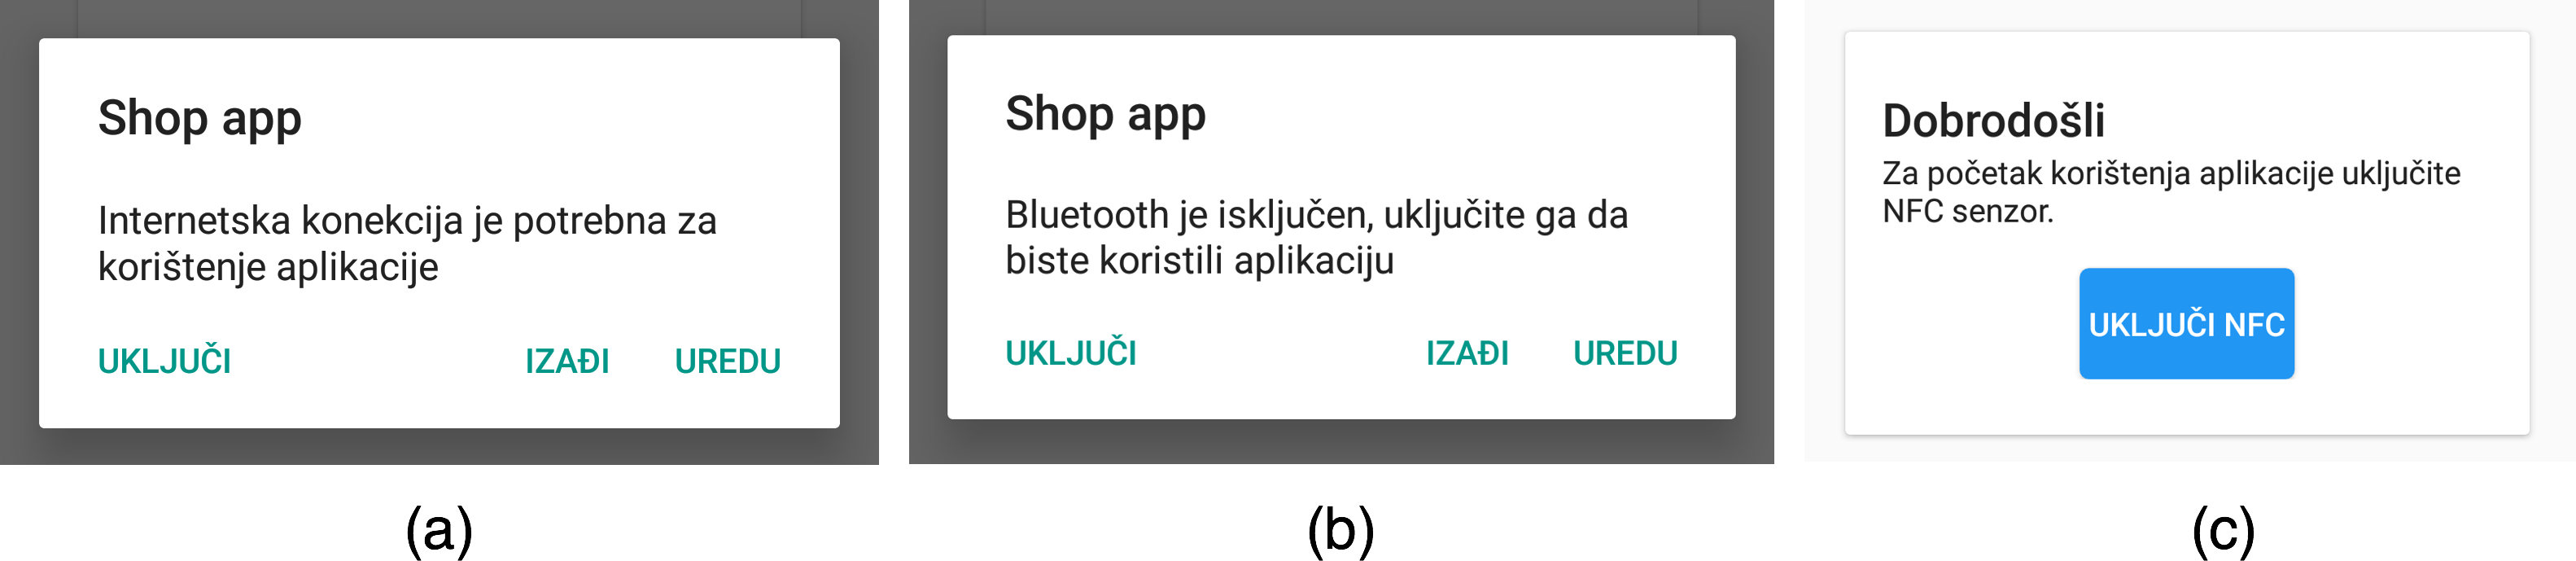 Shop app
Internetska konekcija je potrebna za
korištenje aplikacije
UKLJUČI IZAĐI UREDU
(a)
Shop app
Bluetooth je isključen, uključite ga da
biste koristili aplikaciju
UKLJUČI IZAĐI UREDU
(b)
Dobrodošli
Za početak korištenja aplikacije uključite
NFC senzor.
UKLJUČI NFC
(c)